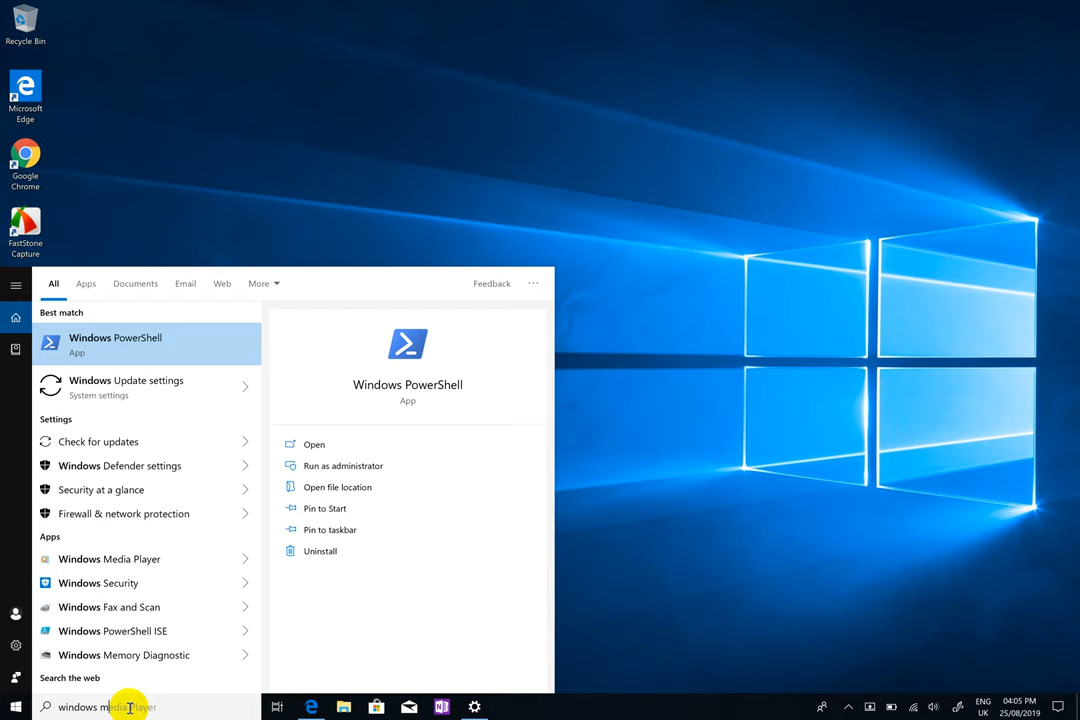 Recycle Bin
Microsoft
Edge
Google
Chrome
FastStone
Capture
All Apps Documents Email Web More Feedback ...
Best match
Windows PowerShell
App
Windows Update settings
System settings
Settings
Check for updates
Windows Defender settings
Security at a glance
Firewall & network protection
Apps
Windows Media Player
Windows Security
Windows Fax and Scan
Windows PowerShell ISE
Windows Memory Diagnostic
Search the web
windows media Player
Windows PowerShell
App
Open
Run as administrator
Open file location
Pin to Start
Pin to taskbar
Uninstall
ENG
UK
04:05 PM
25/08/2019